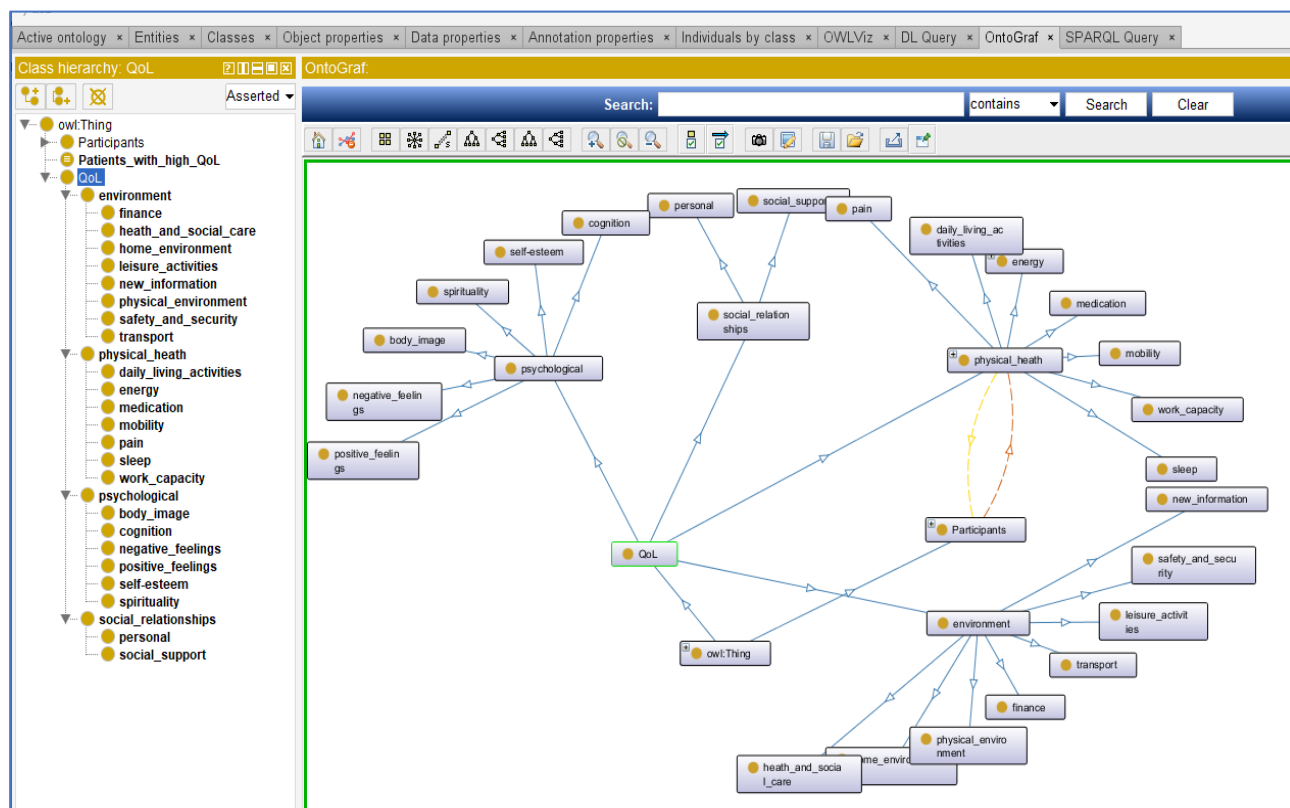 Active ontology × Entities × Classes × Object properties × Data properties × Annotation properties × Individuals by class × OWLViz × DL Query × OntoGraf × SPARQL Query ×
Class hierarchy: QoL
Asserted
owl:Thing
Participants
Patients_with_high_QoL
QoL
environment
finance
heath_and_social_care
home_environment
leisure_activities
new_information
physical_environment
safety_and_security
transport
physical_heath
daily_living_activities
energy
medication
mobility
pain
sleep
work_capacity
psychological
body_image
cognition
negative_feelings
positive_feelings
self-esteem
spirituality
social_relationships
personal
social_support
OntoGraf:
Search: contains Search Clear
personal
social_suppor
pain
cognition
daily_living_ac
tivities
self-esteem
energy
spirituality
medication
social_relatio
nships
body_image
mobility
physical_heath
psychological
negative_feelin
gs
work_capacity
positive_feelin
gs
sleep
new_information
Participants
QoL
safety_and_secu
rity
leisure_activit
ies
environment
owl:Thing
transport
finance
physical_enviro
nment
ome_enviro
heath_and_socia
l_care